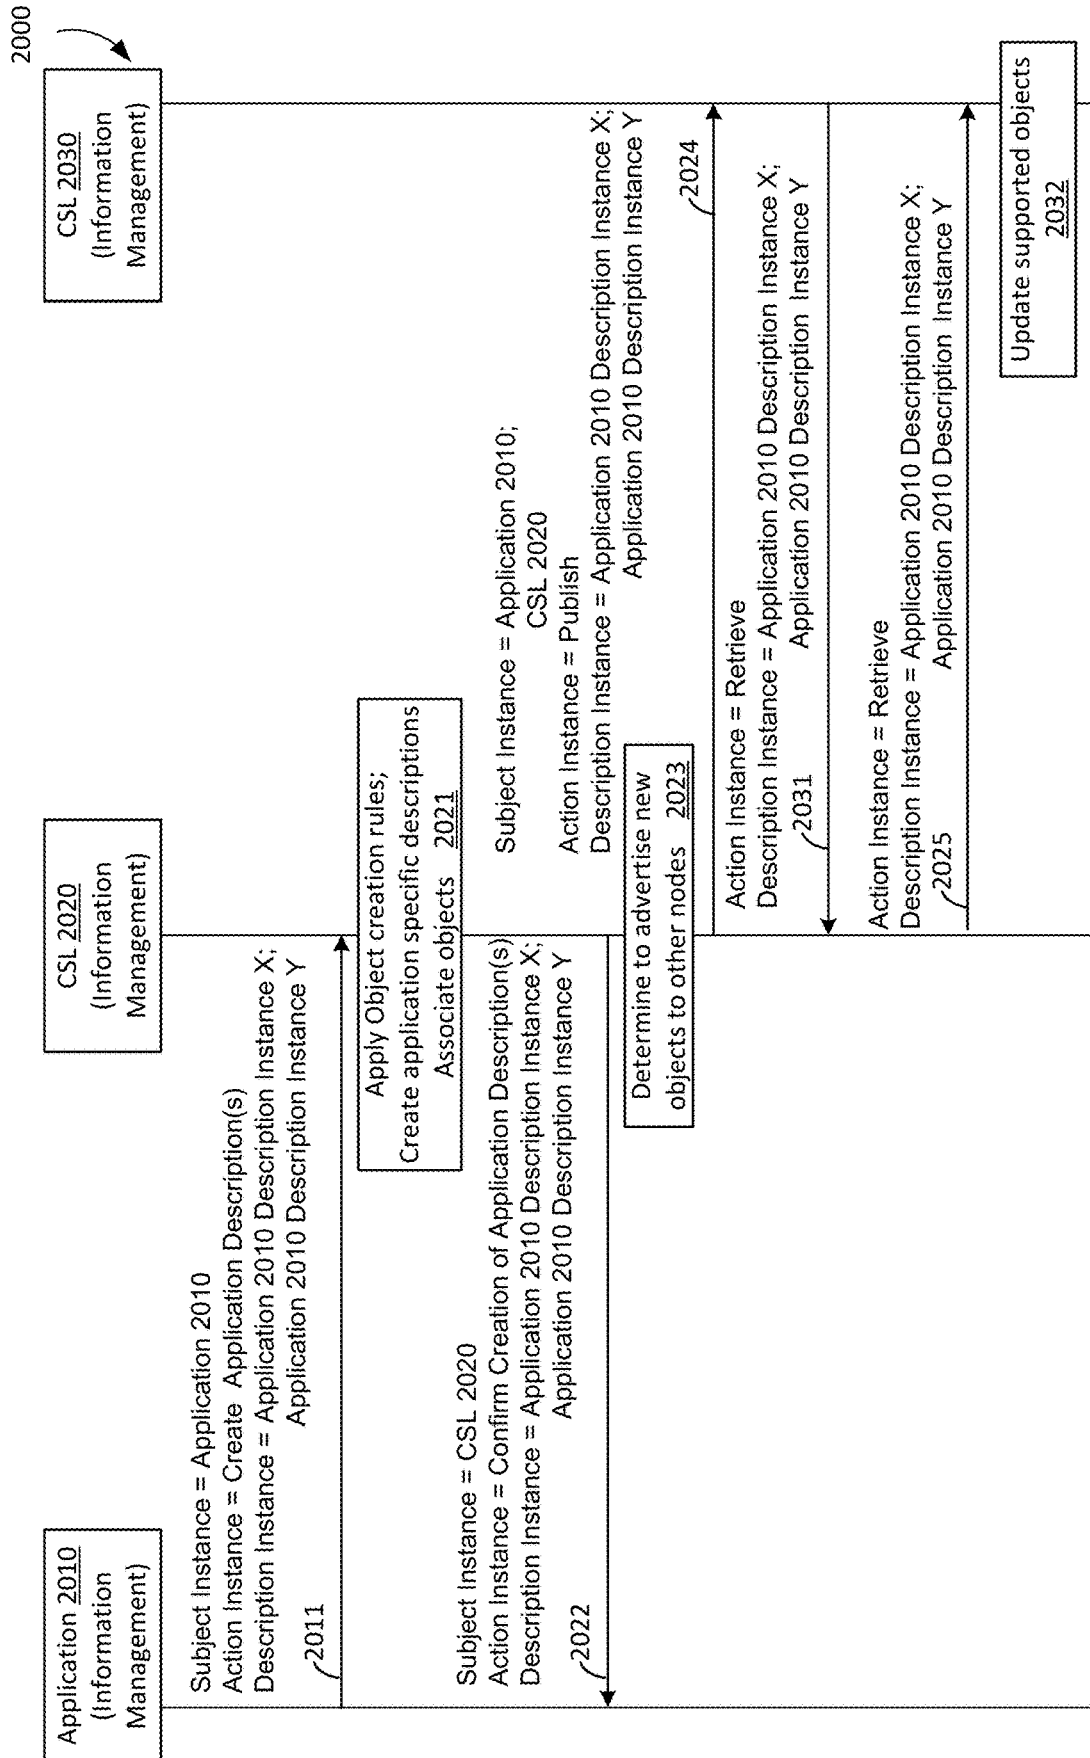 2000
Application 2010
(Information
Management)
CSL 2020
(Information
Management)
CSL 2030
(Information
Management)
Subject Instance = Application 2010
Action Instance = Create Application Description(s)
Description Instance = Application 2010 Description Instance X;
Application 2010 Description Instance Y
2011
Apply Object creation rules;
Create application specific descriptions
Associate objects 2021
Subject Instance = CSL 2020
Action Instance = Confirm Creation of Application Description(s)
Description Instance = Application 2010 Description Instance X;
Application 2010 Description Instance Y
2022
Subject Instance = Application 2010;
CSL 2020
Action Instance = Publish
Description Instance = Application 2010 Description Instance X;
Application 2010 Description Instance Y
Determine to advertise new
objects to other nodes 2023
2024
Action Instance = Retrieve
Description Instance = Application 2010 Description Instance X;
Application 2010 Description Instance Y
2031
Action Instance = Retrieve
Description Instance = Application 2010 Description Instance X;
Application 2010 Description Instance Y
2025
Update supported objects
2032